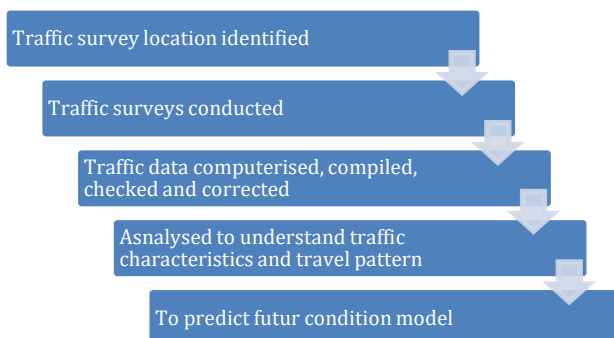 Traffic survey location identified
Traffic surveys conducted
Traffic data computerised, compiled,
checked and corrected
Asnalysed to understand traffic
characteristics and travel pattern
To predict futur condition model